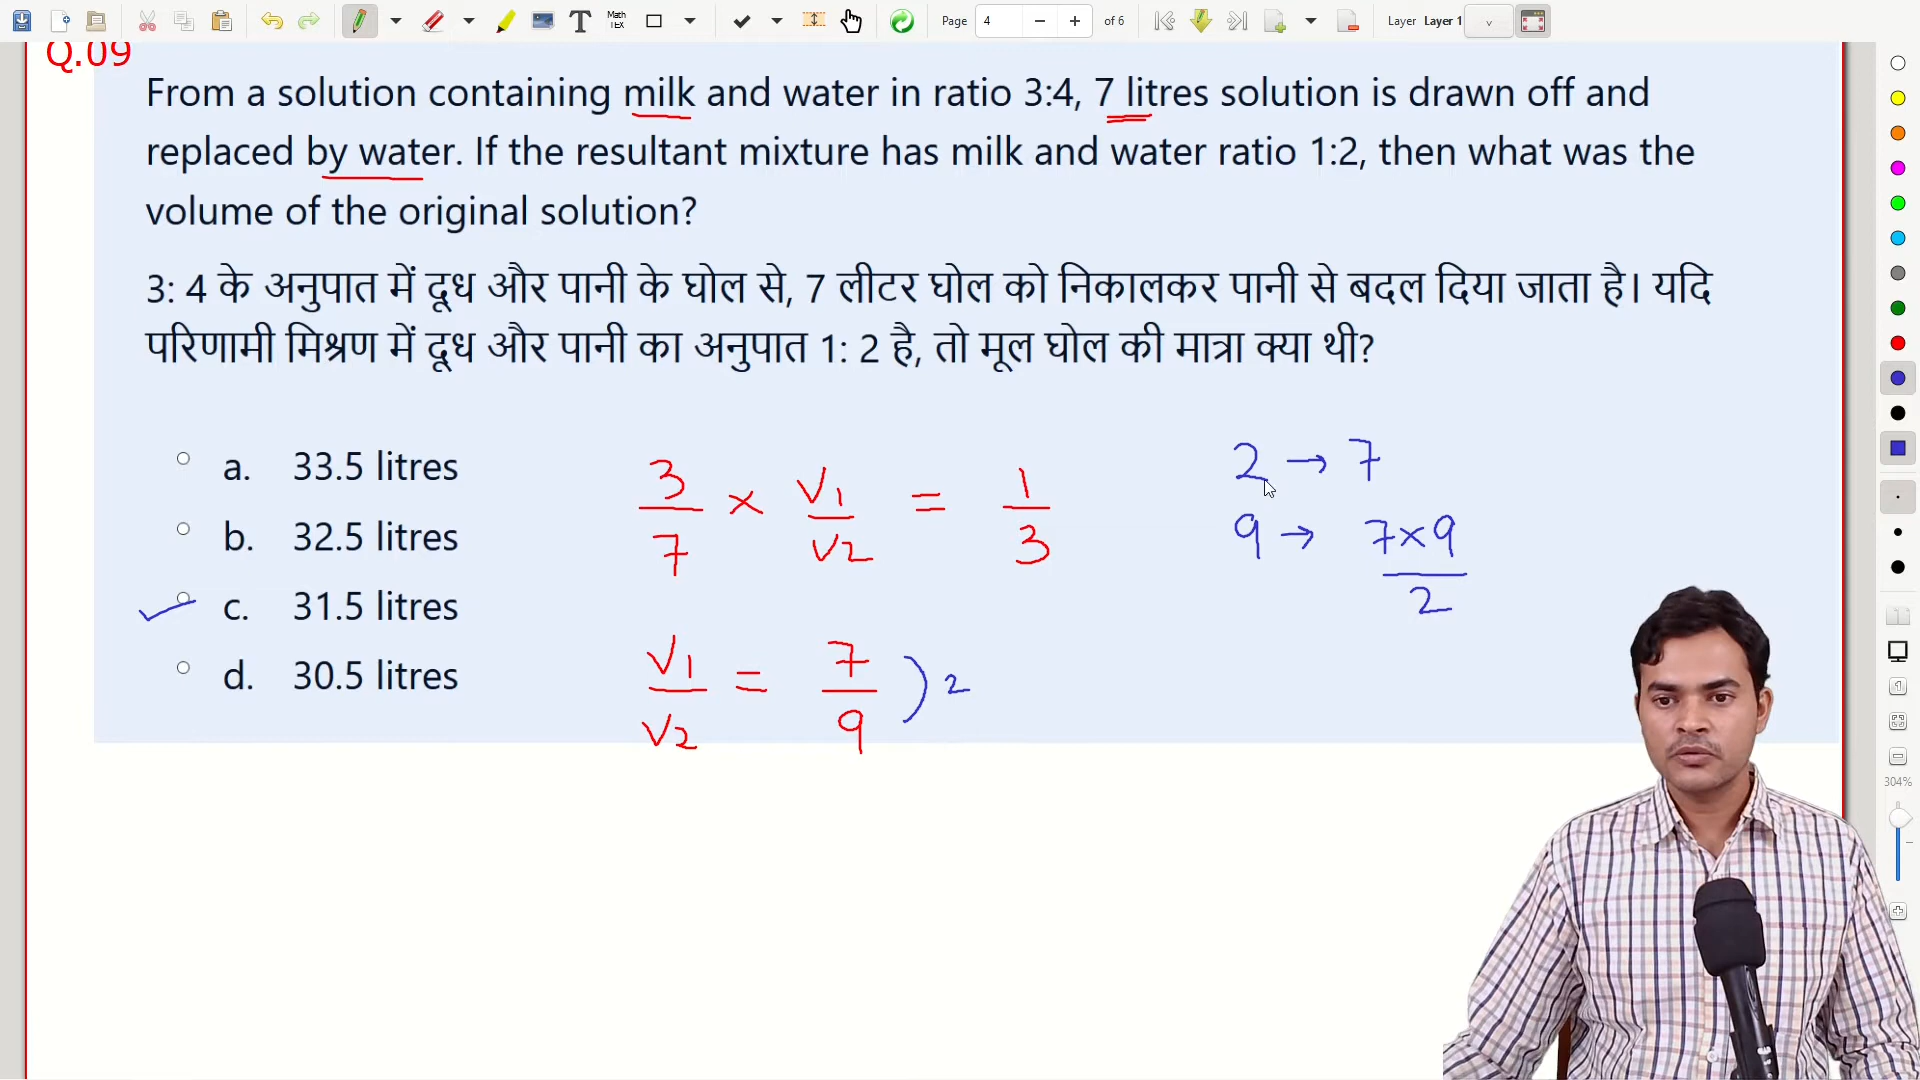 Page 4 of 6 Layer Layer 1
Math
TEX
Q.09
From a solution containing milk and water in ratio 3:4, 7 litres solution is drawn off and
replaced by water. If the resultant mixture has milk and water ratio 1:2, then what was the
volume of the original solution?
3: 4 के अनुपात में दूध और पानी के घोल से, 7 लीटर घोल को निकालकर पानी से बदल दिया जाता है। यदि
परिणामी मिश्रण में दूध और पानी का अनुपात 1: 2 है, तो मूल घोल की मात्रा क्या थी?
a. 33.5 litres
b. 32.5 litres
c. 31.5 litres
d. 30.5 litres
3/7 × V1/V2 = 1/3
V1/V2 = 7/9 ) 2
2 → 7
9 → 7×9/2
304%